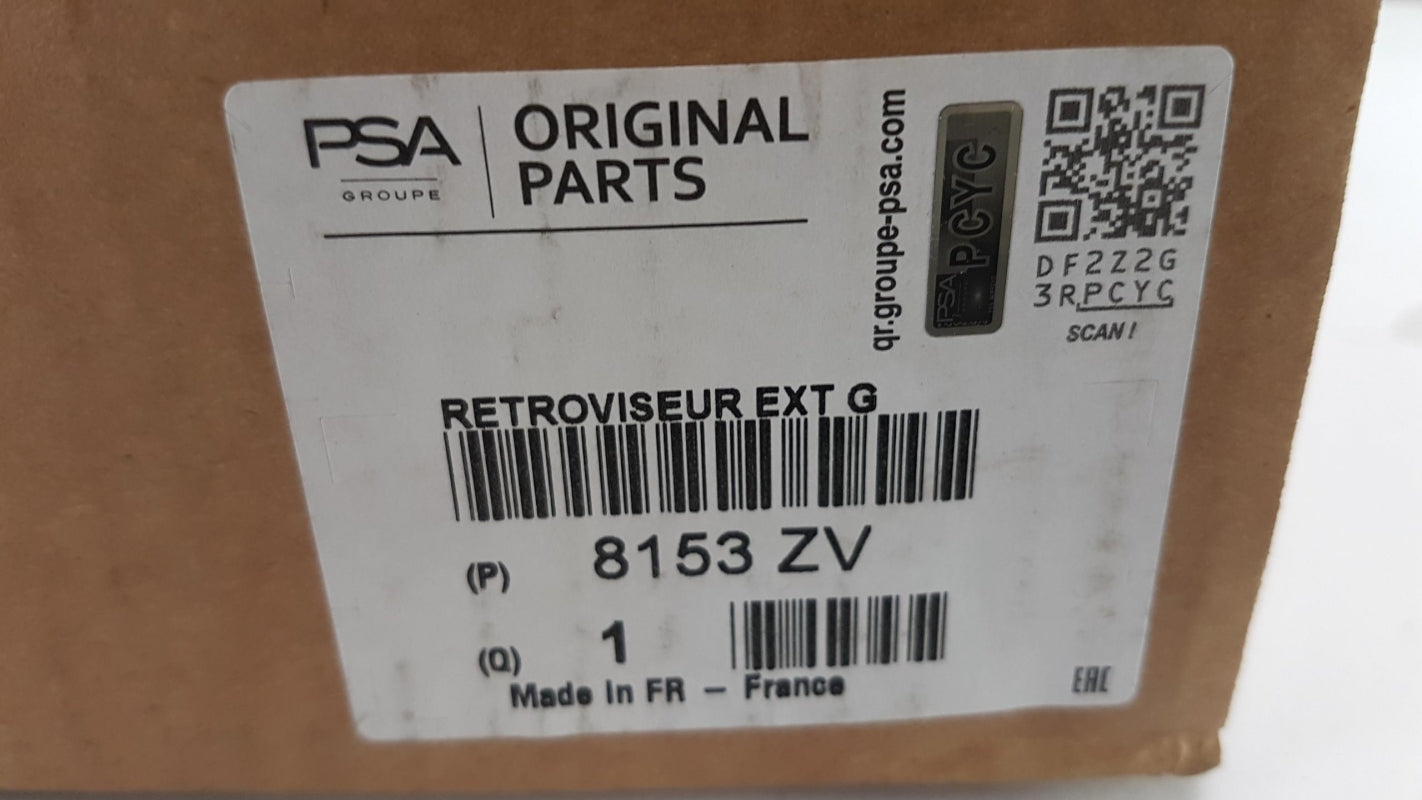 PSA
GROUPE
ORIGINAL
PARTS
qr.groupe-psa.com
PSA PCYC
DF2Z2G
3RPCYC
SCAN!
RETROVISEUR EXT G
(P) 8153 ZV
(Q) 1
Made In FR – France
EAC